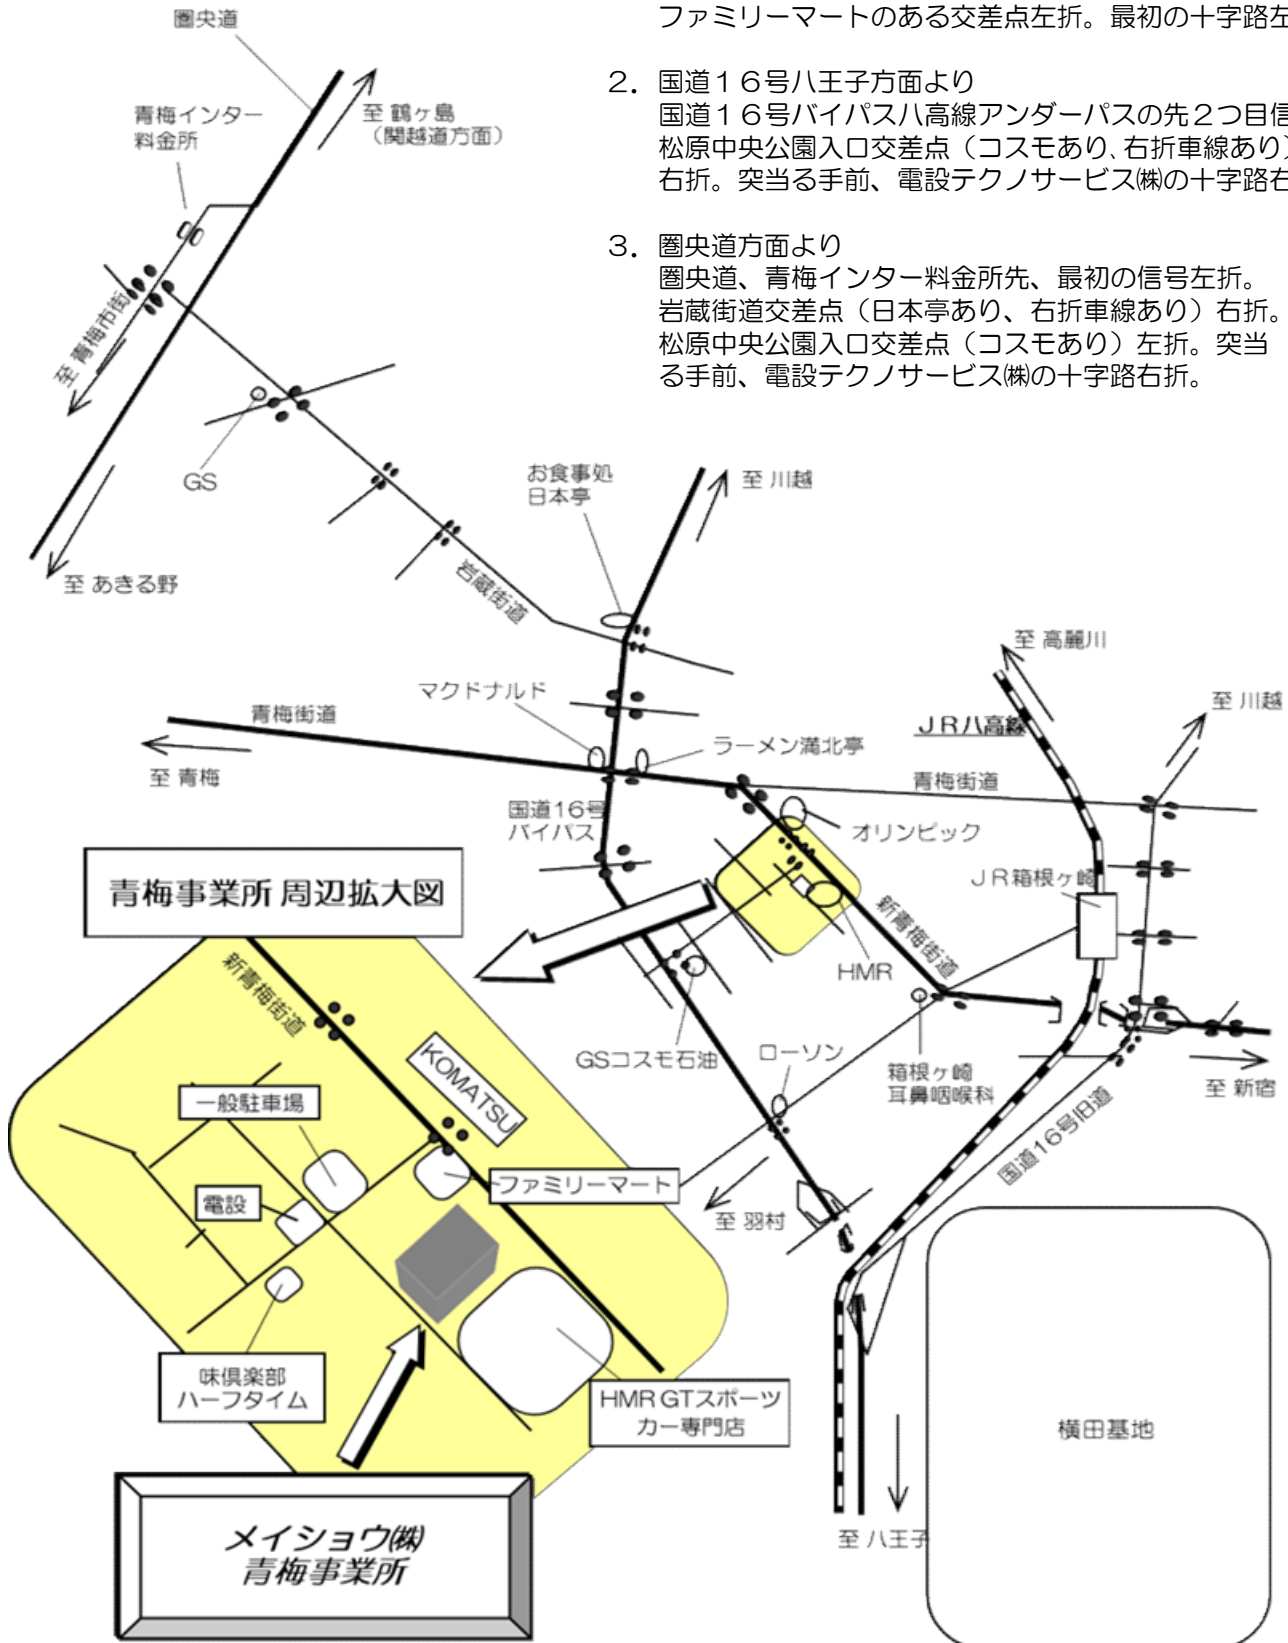 ファミリーマートのある交差点左折。最初の十字路左
2．国道１６号八王子方面より
国道１６号バイパス八高線アンダーパスの先２つ目信
松原中央公園入口交差点（コスモあり、右折車線あり）
右折。突当る手前、電設テクノサービス㈱の十字路右
3．圏央道方面より
圏央道、青梅インター料金所先、最初の信号左折。
岩蔵街道交差点（日本亭あり、右折車線あり）右折。
松原中央公園入口交差点（コスモあり）左折。突当
る手前、電設テクノサービス㈱の十字路右折。
圏央道
青梅インター
料金所
至 鶴ヶ島
（関越道方面）
至 青梅市街
GS
至 あきる野
岩蔵街道
お食事処
日本亭
至 川越
至 高麗川
至 川越
マクドナルド
青梅街道
至 青梅
ラーメン満北亭
ＪＲ八高線
青梅街道
国道16号
バイパス
オリンピック
ＪＲ箱根ヶ崎
新青梅街道
HMR
GSコスモ石油
ローソン
箱根ヶ崎
耳鼻咽喉科
至 新宿
国道16号旧道
至 羽村
横田基地
至 八王子
青梅事業所 周辺拡大図
新青梅街道
KOMATSU
一般駐車場
ファミリーマート
電設
味倶楽部
ハーフタイム
HMR GTスポーツ
カー専門店
メイショウ㈱
青梅事業所